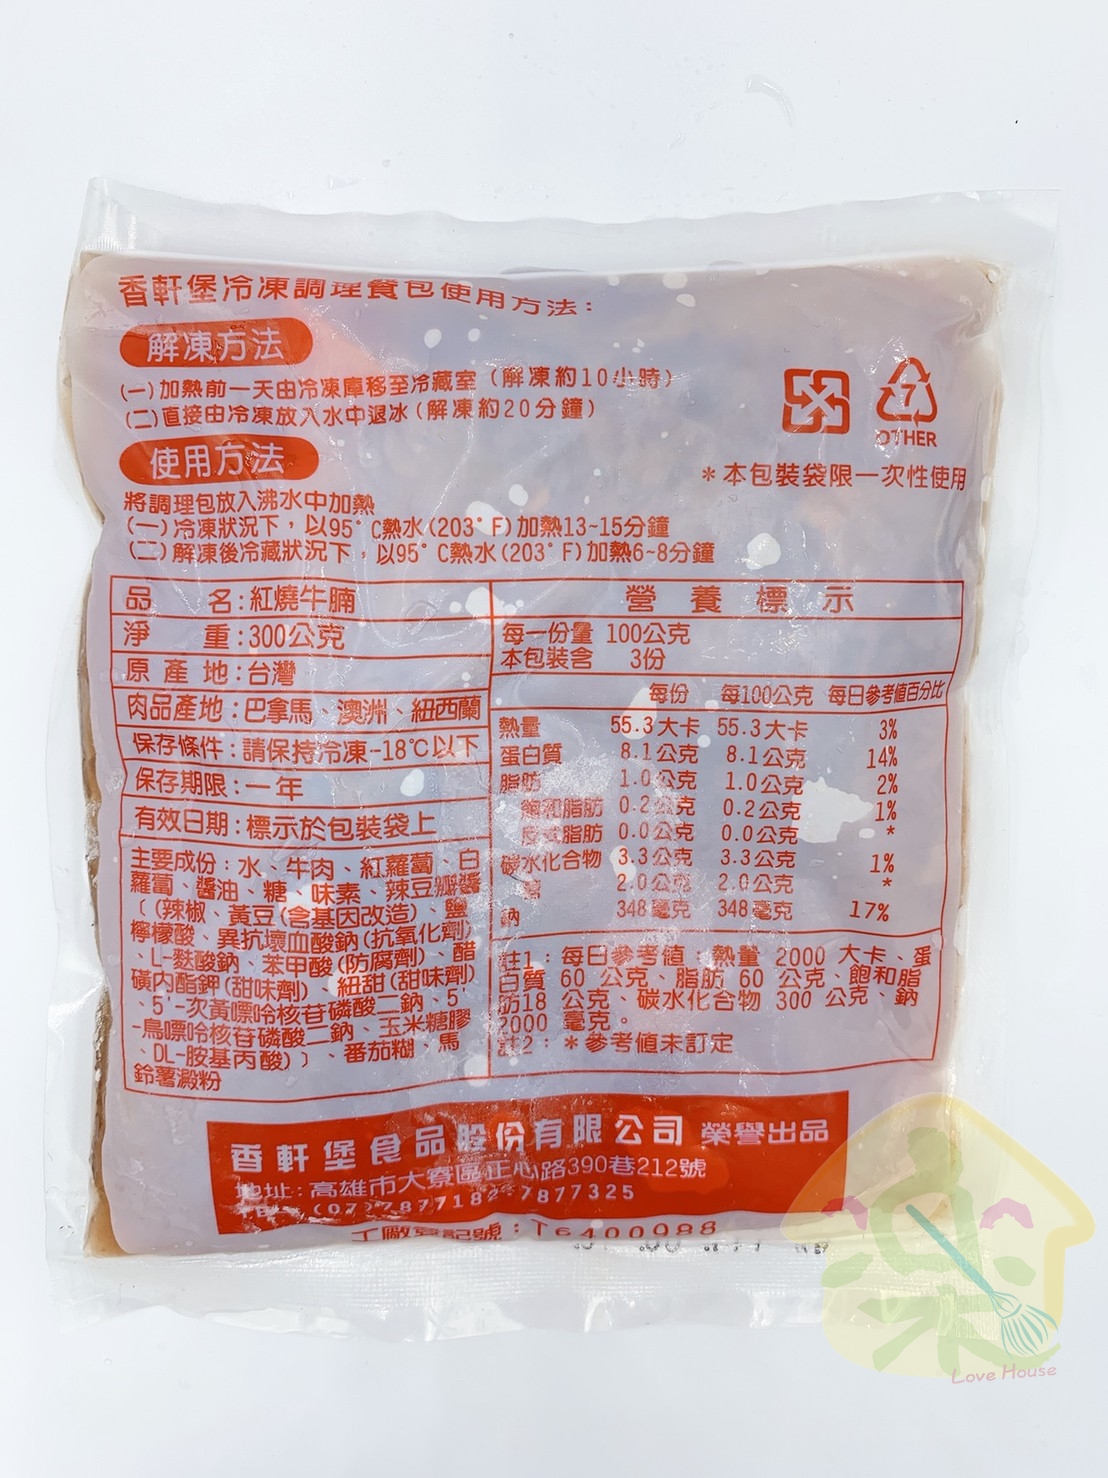 香軒堡冷凍調理餐包使用方法:
解凍方法
(一)加熱前一天由冷凍庫移至冷藏室(解凍約10小時)
(二)直接由冷凍放入水中退冰(解凍約20分鐘)
7
OTHER
使用方法
*本包裝袋限一次性使用
將調理包放入沸水中加熱
(一)冷凍狀況下，以95°C熱水(203°F)加熱13~15分鐘
(二)解凍後冷藏狀況下，以95°C熱水(203°F)加熱6~8分鐘
品 名:紅燒牛腩
淨 重:300公克
原產地:台灣
肉品產地:巴拿馬、澳洲、紐西蘭
保存條件:請保持冷凍-18℃以下
保存期限:一年
有效日期:標示於包裝袋上
主要成份:水、牛肉、紅蘿蔔、白
蘿蔔、醬油、糖、味素、辣豆瓣醬
((辣椒、黃豆(含基因改造)、鹽
檸檬酸、異抗壞血酸鈉(抗氧化劑)
、L-麩酸鈉、苯甲酸(防腐劑)、醋
磺內酯鉀(甜味劑) 紐甜(甜味劑)
、5'-次黃嘌呤核苷磷酸二鈉、5'
-鳥嘌呤核苷磷酸二鈉、玉米糖膠
、DL-胺基丙酸))、番茄糊、馬
鈴薯澱粉
營養標示
每一份量 100公克
本包裝含 3份
每份 每100公克 每日參考值百分比
熱量 55.3大卡 55.3大卡 3%
蛋白質 8.1公克 8.1公克 14%
脂肪 1.0公克 1.0公克 2%
飽和脂肪 0.2公克 0.2公克 1%
反式脂肪 0.0公克 0.0公克 *
碳水化合物 3.3公克 3.3公克 1%
糖 2.0公克 2.0公克 *
鈉 348毫克 348毫克 17%
註1:每日參考值:熱量 2000 大卡、蛋
白質 60 公克、脂肪 60 公克、飽和脂
肪18 公克、碳水化合物 300 公克、鈉
2000 毫克。
註2:*參考值未訂定
香軒堡食品股份有限公司 榮譽出品
地址:高雄市大寮區正心路390巷212號
(07)7877182 7877325
工廠登記號:T6400088
Love House